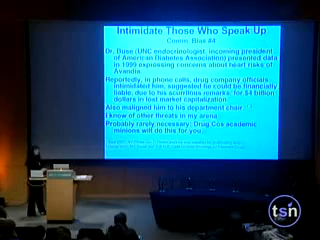 Intimidate Those Who Speak Up
Comm. Bias #4
Dr. Buse (UNC endocrinologist, incoming president
of American Diabetes Association) presented data
in 1999 expressing concerns about heart risks of
Avandia
Reportedly, in phone calls, drug company officials
intimidated him, suggested he could be financially
liable, due to his scurrilous remarks, for $4 billion
dollars in lost market capitalization.
Also maligned him to his department chair.
I know of other threats in my arena
Probably rarely necessary: Drug Cos academic
minions will do this for you.
tsn